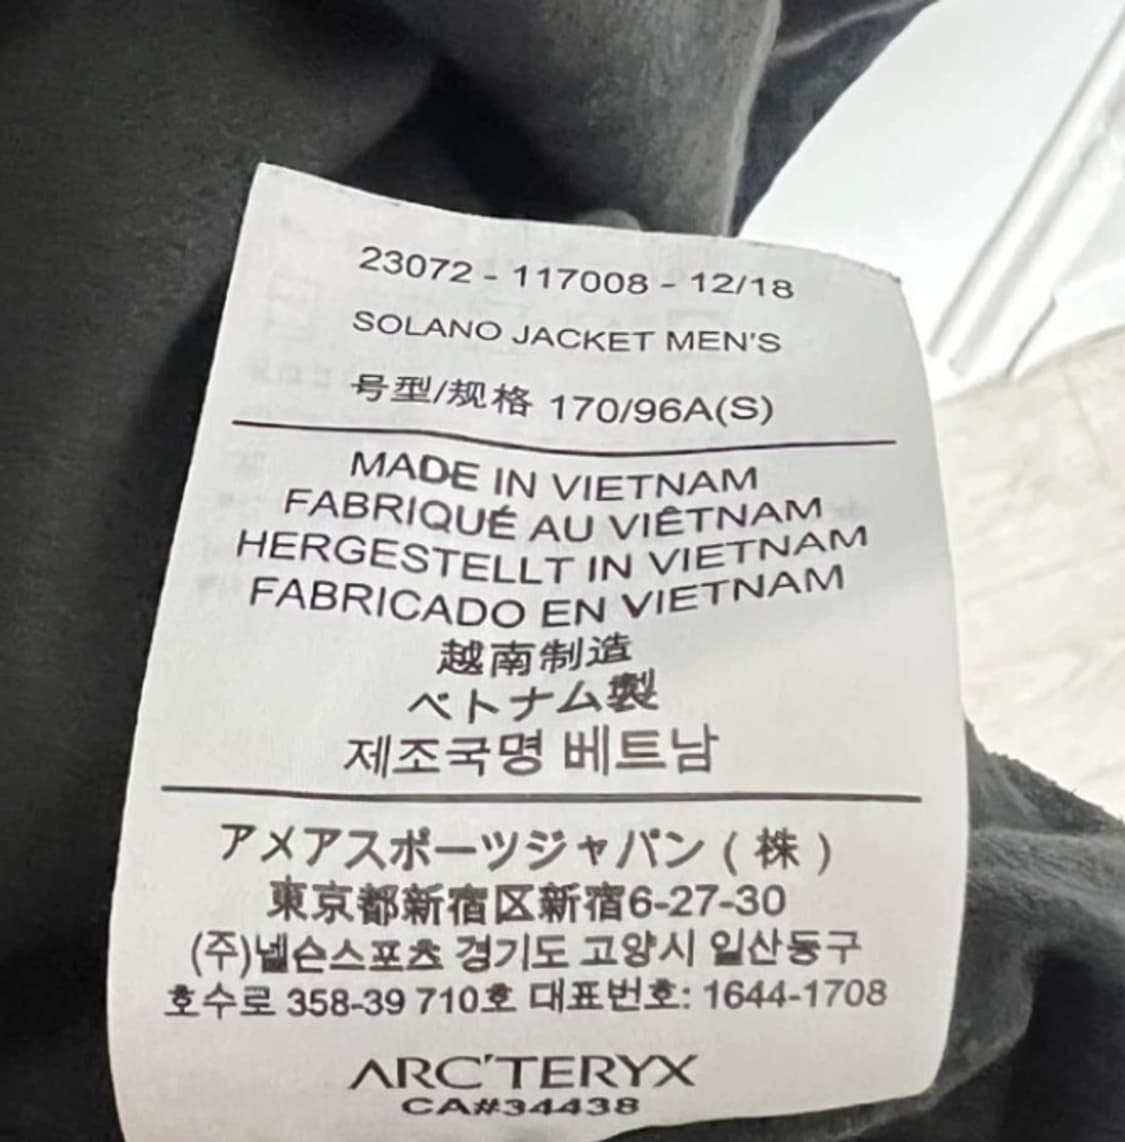 23072 - 117008 - 12/18
SOLANO JACKET MEN'S
号型/规格 170/96A(S)
MADE IN VIETNAM
FABRIQUÉ AU VIÊTNAM
HERGESTELLT IN VIETNAM
FABRICADO EN VIETNAM
越南制造
ベトナム製
제조국명 베트남
アメアスポーツジャパン(株)
東京都新宿区新宿6-27-30
(주)넬슨스포츠 경기도 고양시 일산동구
호수로 358-39 710호 대표번호: 1644-1708
ARC'TERYX
CA#34438